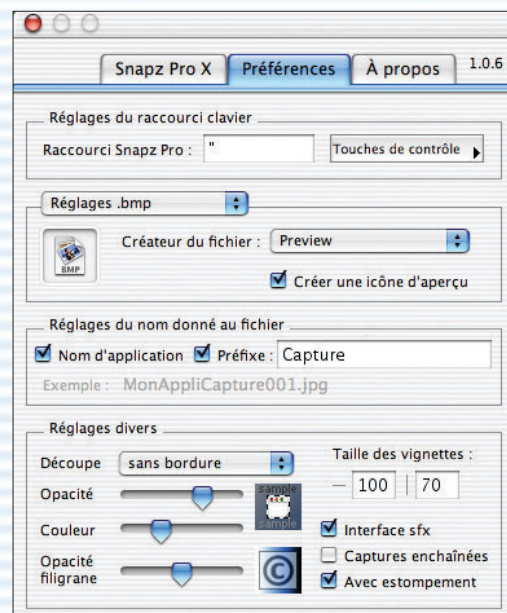 Snapz Pro X Préférences À propos 1.0.6
Réglages du raccourci clavier
Raccourci Snapz Pro : " Touches de contrôle
Réglages .bmp
BMP
Créateur du fichier : Preview
Créer une icône d'aperçu
Réglages du nom donné au fichier
Nom d'application Préfixe : Capture
Exemple : MonAppliCapture001.jpg
Réglages divers
Découpe sans bordure
Taille des vignettes :
100 | 70
Opacité
sample
sample
Couleur
Interface sfx
Captures enchaînées
Opacité
filigrane
©
Avec estompement